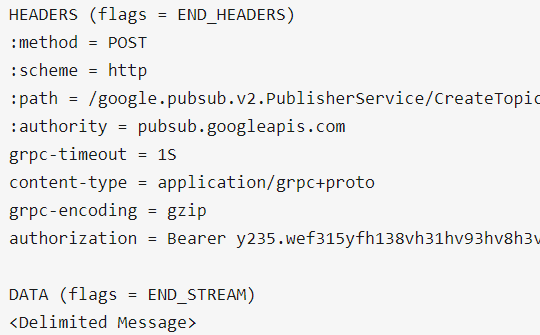 HEADERS (flags = END_HEADERS)
:method = POST
:scheme = http
:path = /google.pubsub.v2.PublisherService/CreateTopic
:authority = pubsub.googleapis.com
grpc-timeout = 1S
content-type = application/grpc+proto
grpc-encoding = gzip
authorization = Bearer y235.wef315yfh138vh31hv93hv8h3v

DATA (flags = END_STREAM)
<Delimited Message>